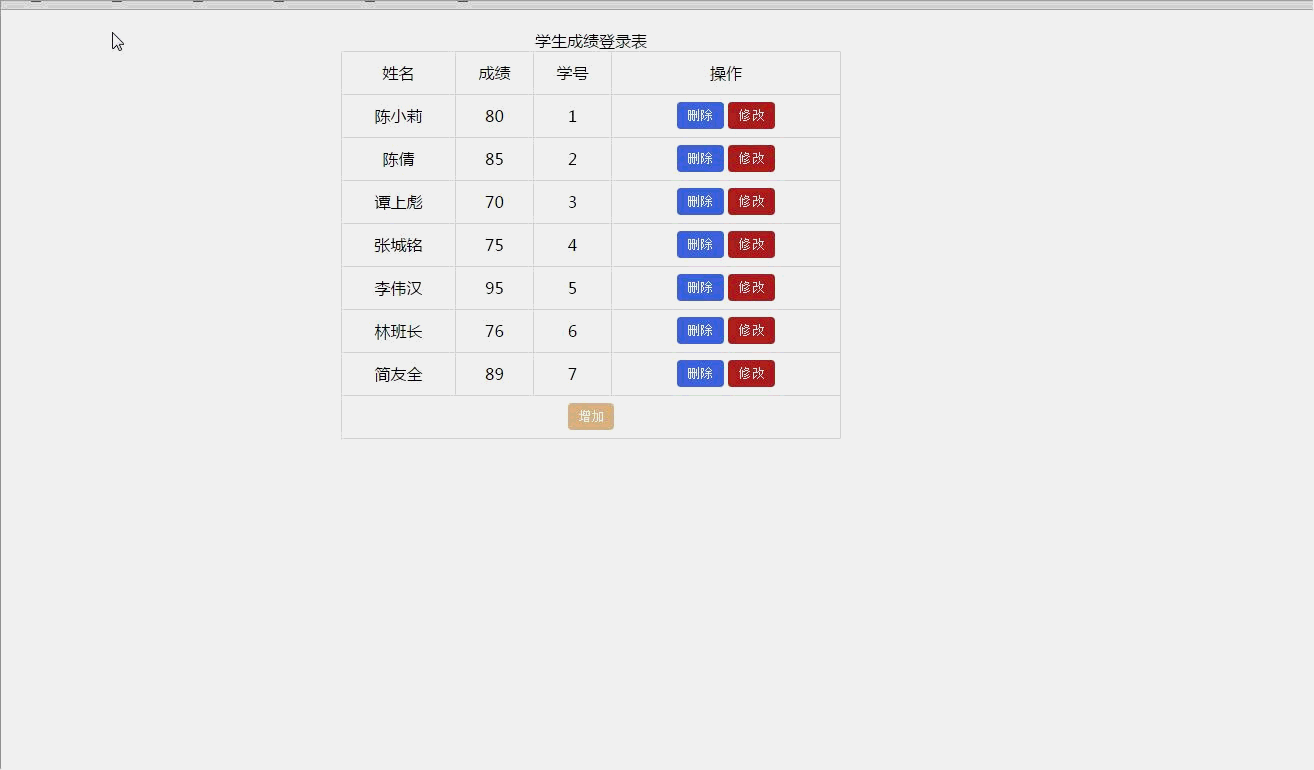 学生成绩登录表
姓名 成绩 学号 操作
陈小莉 80 1 删除 修改
陈倩 85 2 删除 修改
谭上彪 70 3 删除 修改
张城铭 75 4 删除 修改
李伟汉 95 5 删除 修改
林班长 76 6 删除 修改
简友全 89 7 删除 修改
增加